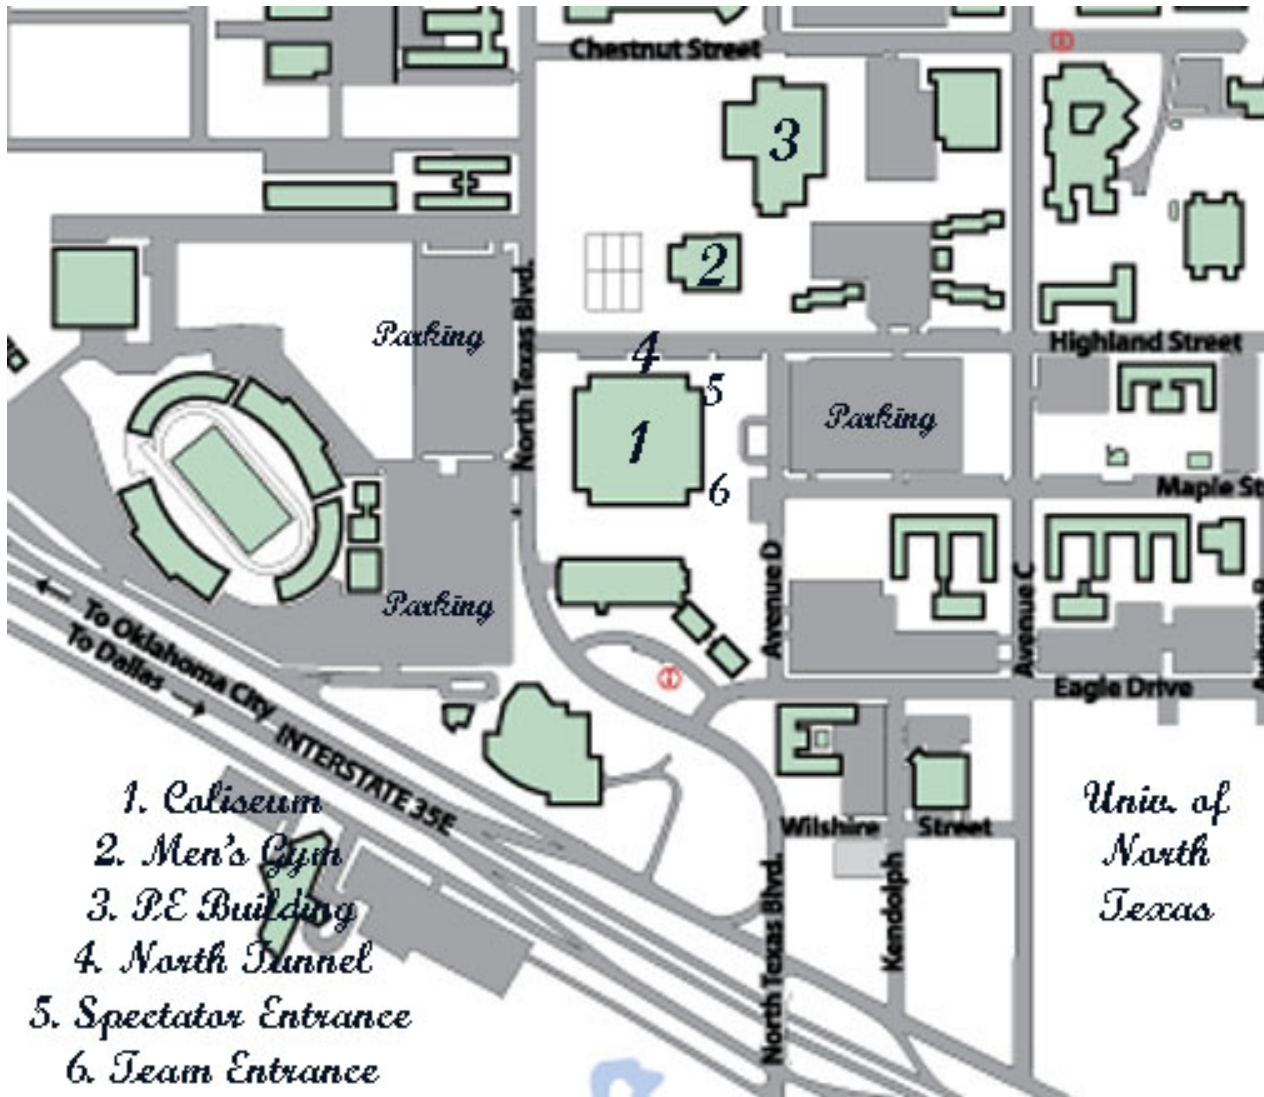 Chestnut Street
3
2
North Texas Blvd.
Parking
4
Highland Street
5
Parking
1
6
Maple St
Avenue D
Avenue C
Parking
To Oklahoma City
To Dallas
INTERSTATE 35E
Eagle Drive
Wilshire Street
Kendolph
North Texas Blvd.
1. Coliseum
2. Men's Gym
3. PE Building
4. North Tunnel
5. Spectator Entrance
6. Team Entrance
Univ. of
North
Texas